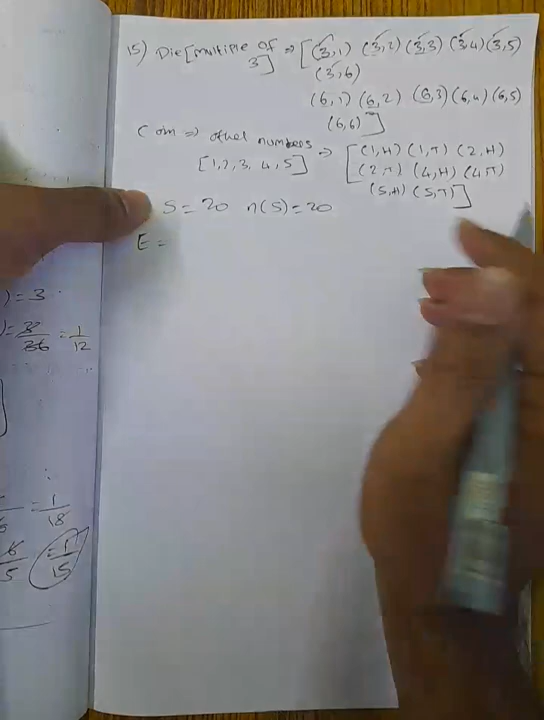 15) Die [multiple of 3] => [(3,1) (3,2) (3,3) (3,4) (3,5)
(3,6)
(6,1) (6,2) (6,3) (6,4) (6,5)
(6,6)]
Coin => other numbers
[1,2,3,4,5] => [(1,H) (1,T) (2,H)
(2,T) (4,H) (4,T)
(5,H) (5,T)]
S = 20 n(S) = 20
E =
) = 3
) = 3/36 = 1/12
= 1/18
6/5 = 1/15